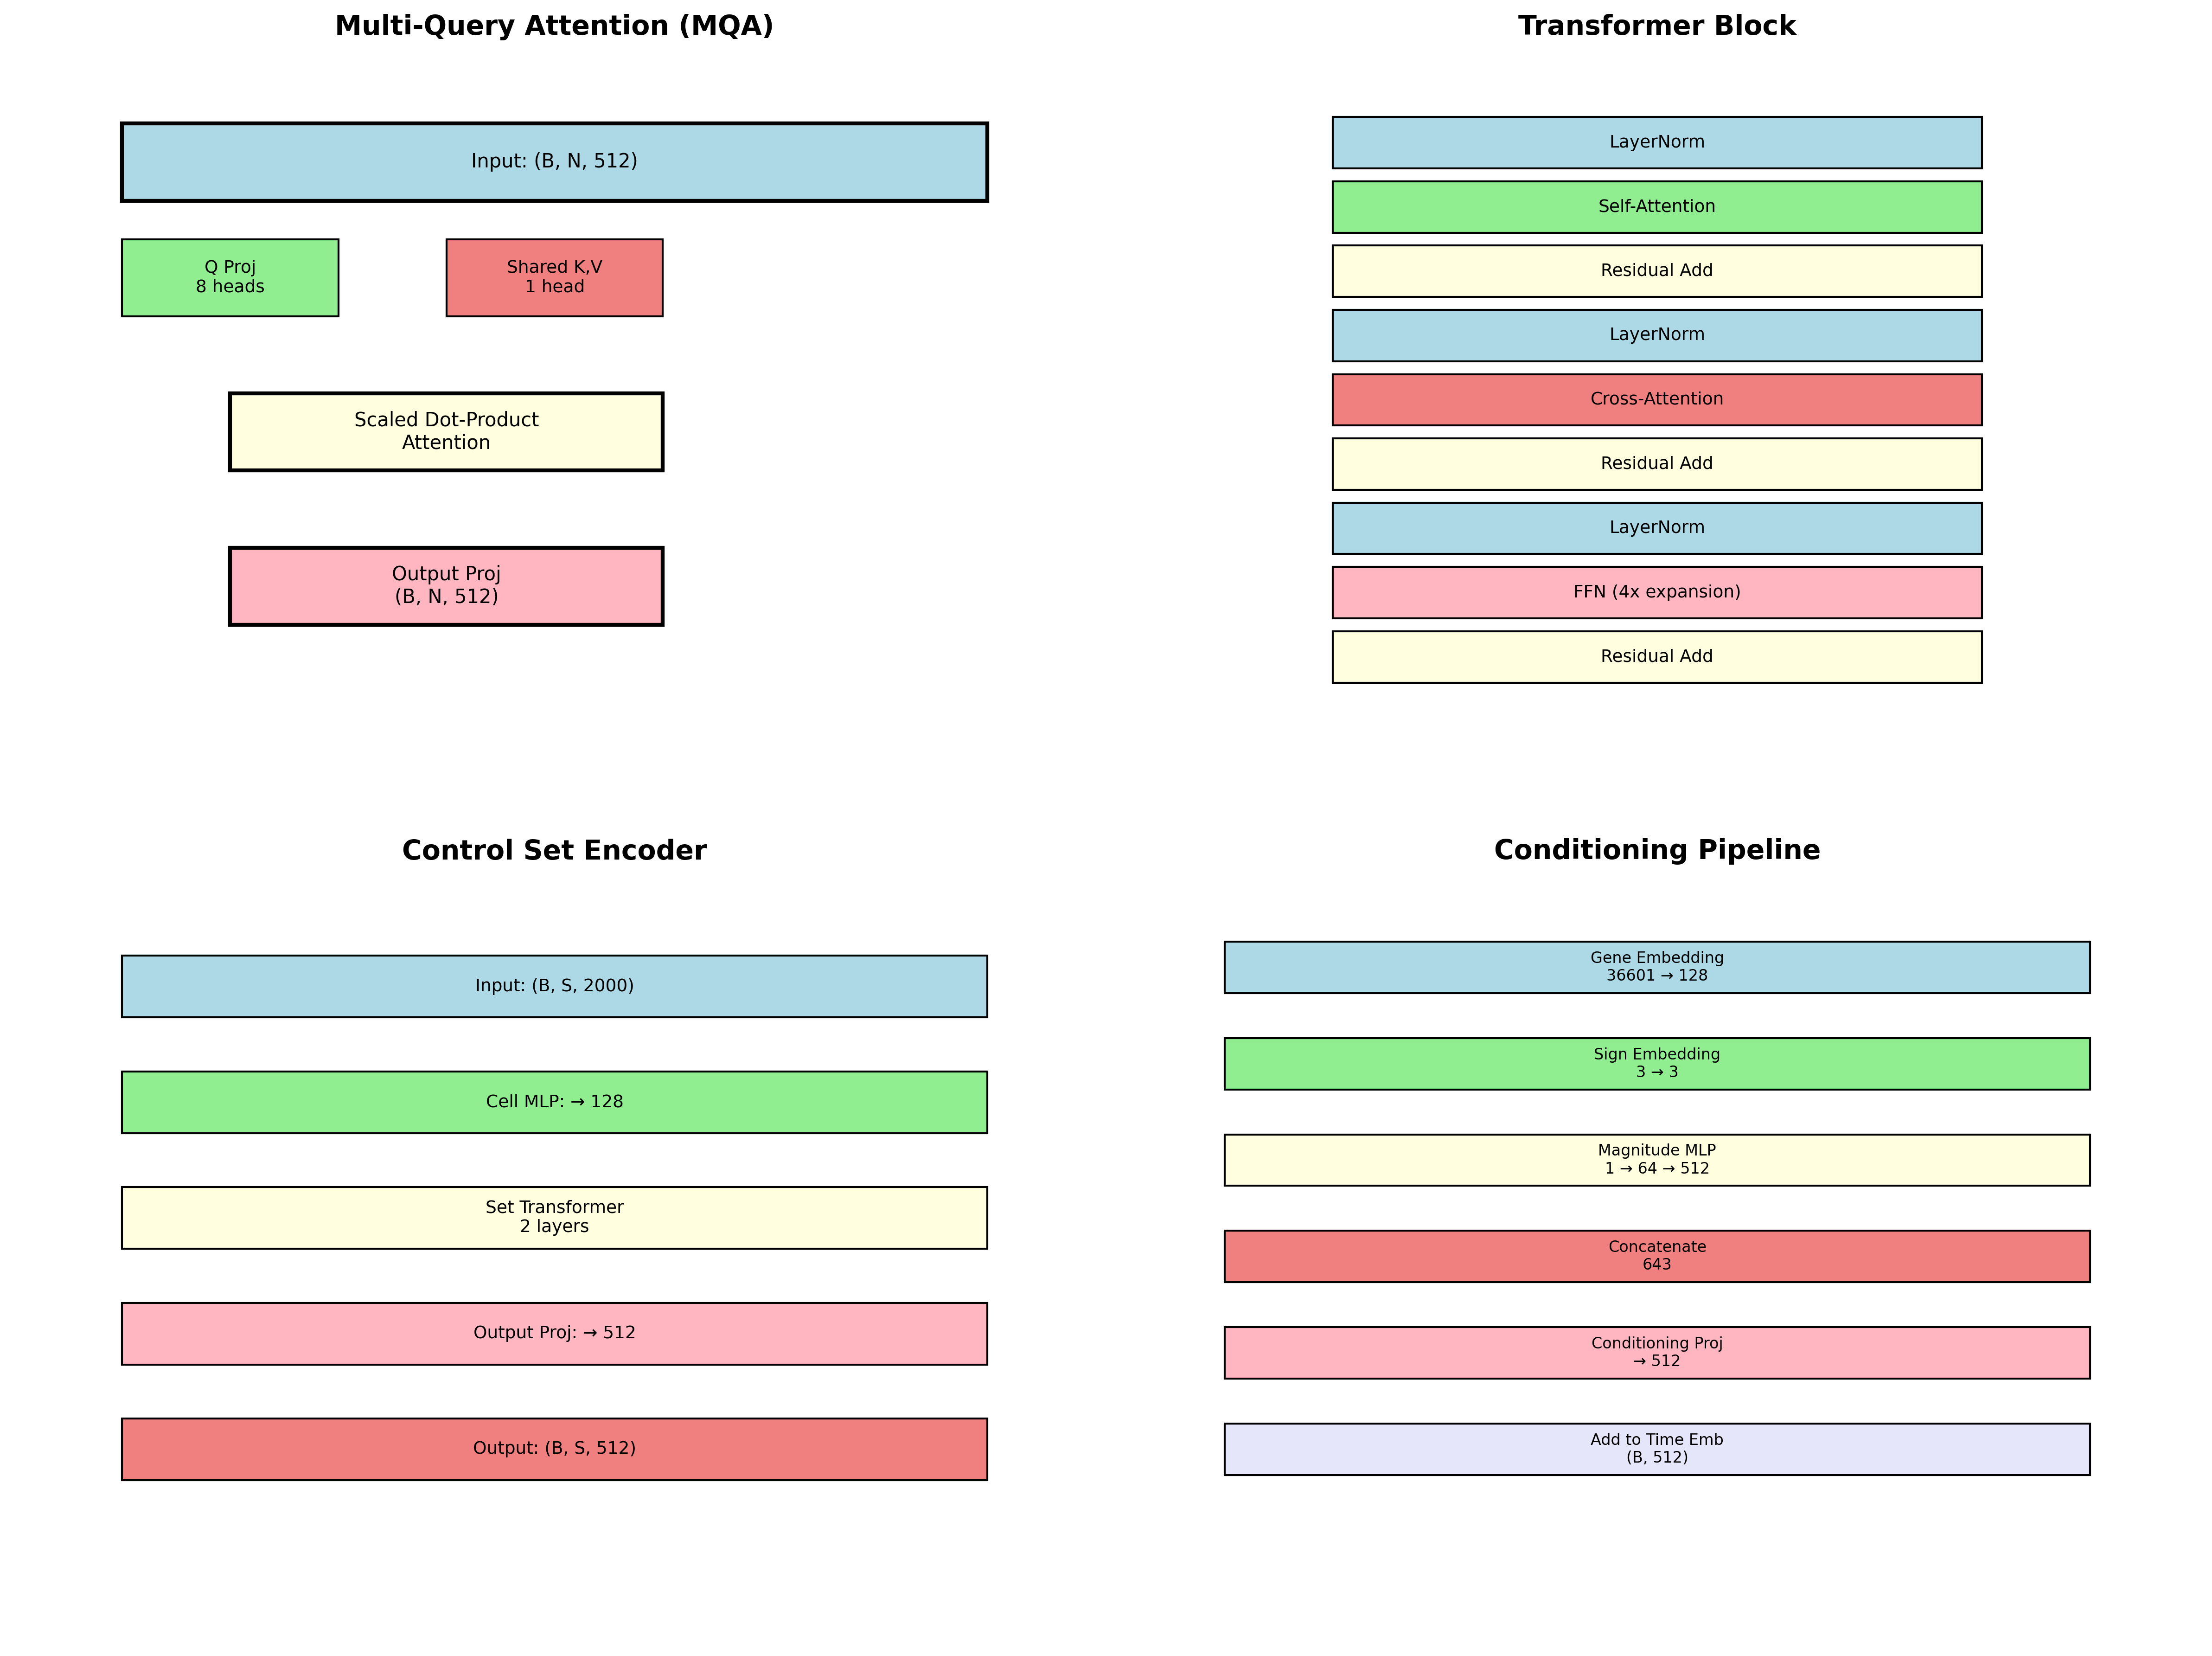 Multi-Query Attention (MQA)
Input: (B, N, 512)
Q Proj
8 heads
Shared K,V
1 head
Scaled Dot-Product
Attention
Output Proj
(B, N, 512)
Transformer Block
LayerNorm
Self-Attention
Residual Add
LayerNorm
Cross-Attention
Residual Add
LayerNorm
FFN (4x expansion)
Residual Add
Control Set Encoder
Input: (B, S, 2000)
Cell MLP: → 128
Set Transformer
2 layers
Output Proj: → 512
Output: (B, S, 512)
Conditioning Pipeline
Gene Embedding
36601 → 128
Sign Embedding
3 → 3
Magnitude MLP
1 → 64 → 512
Concatenate
643
Conditioning Proj
→ 512
Add to Time Emb
(B, 512)